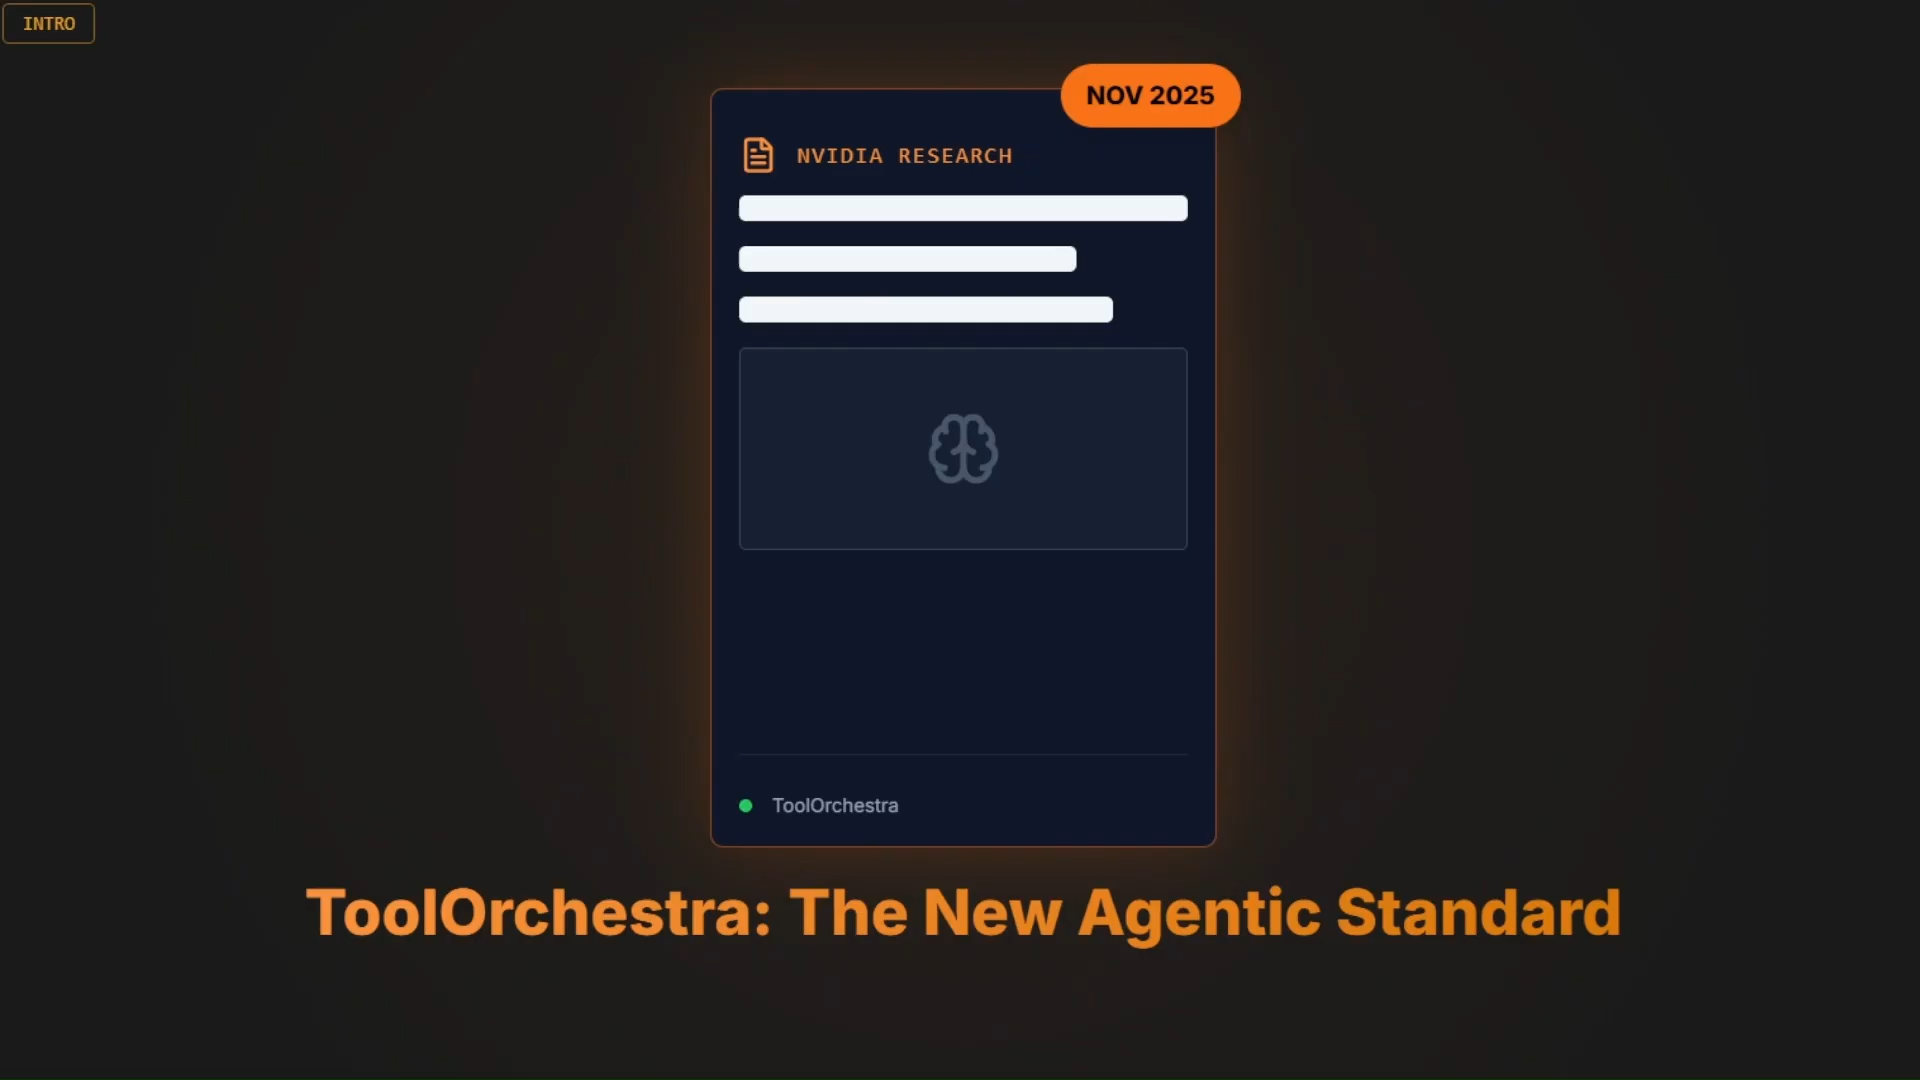 INTRO
NOV 2025
NVIDIA RESEARCH
ToolOrchestra
ToolOrchestra: The New Agentic Standard